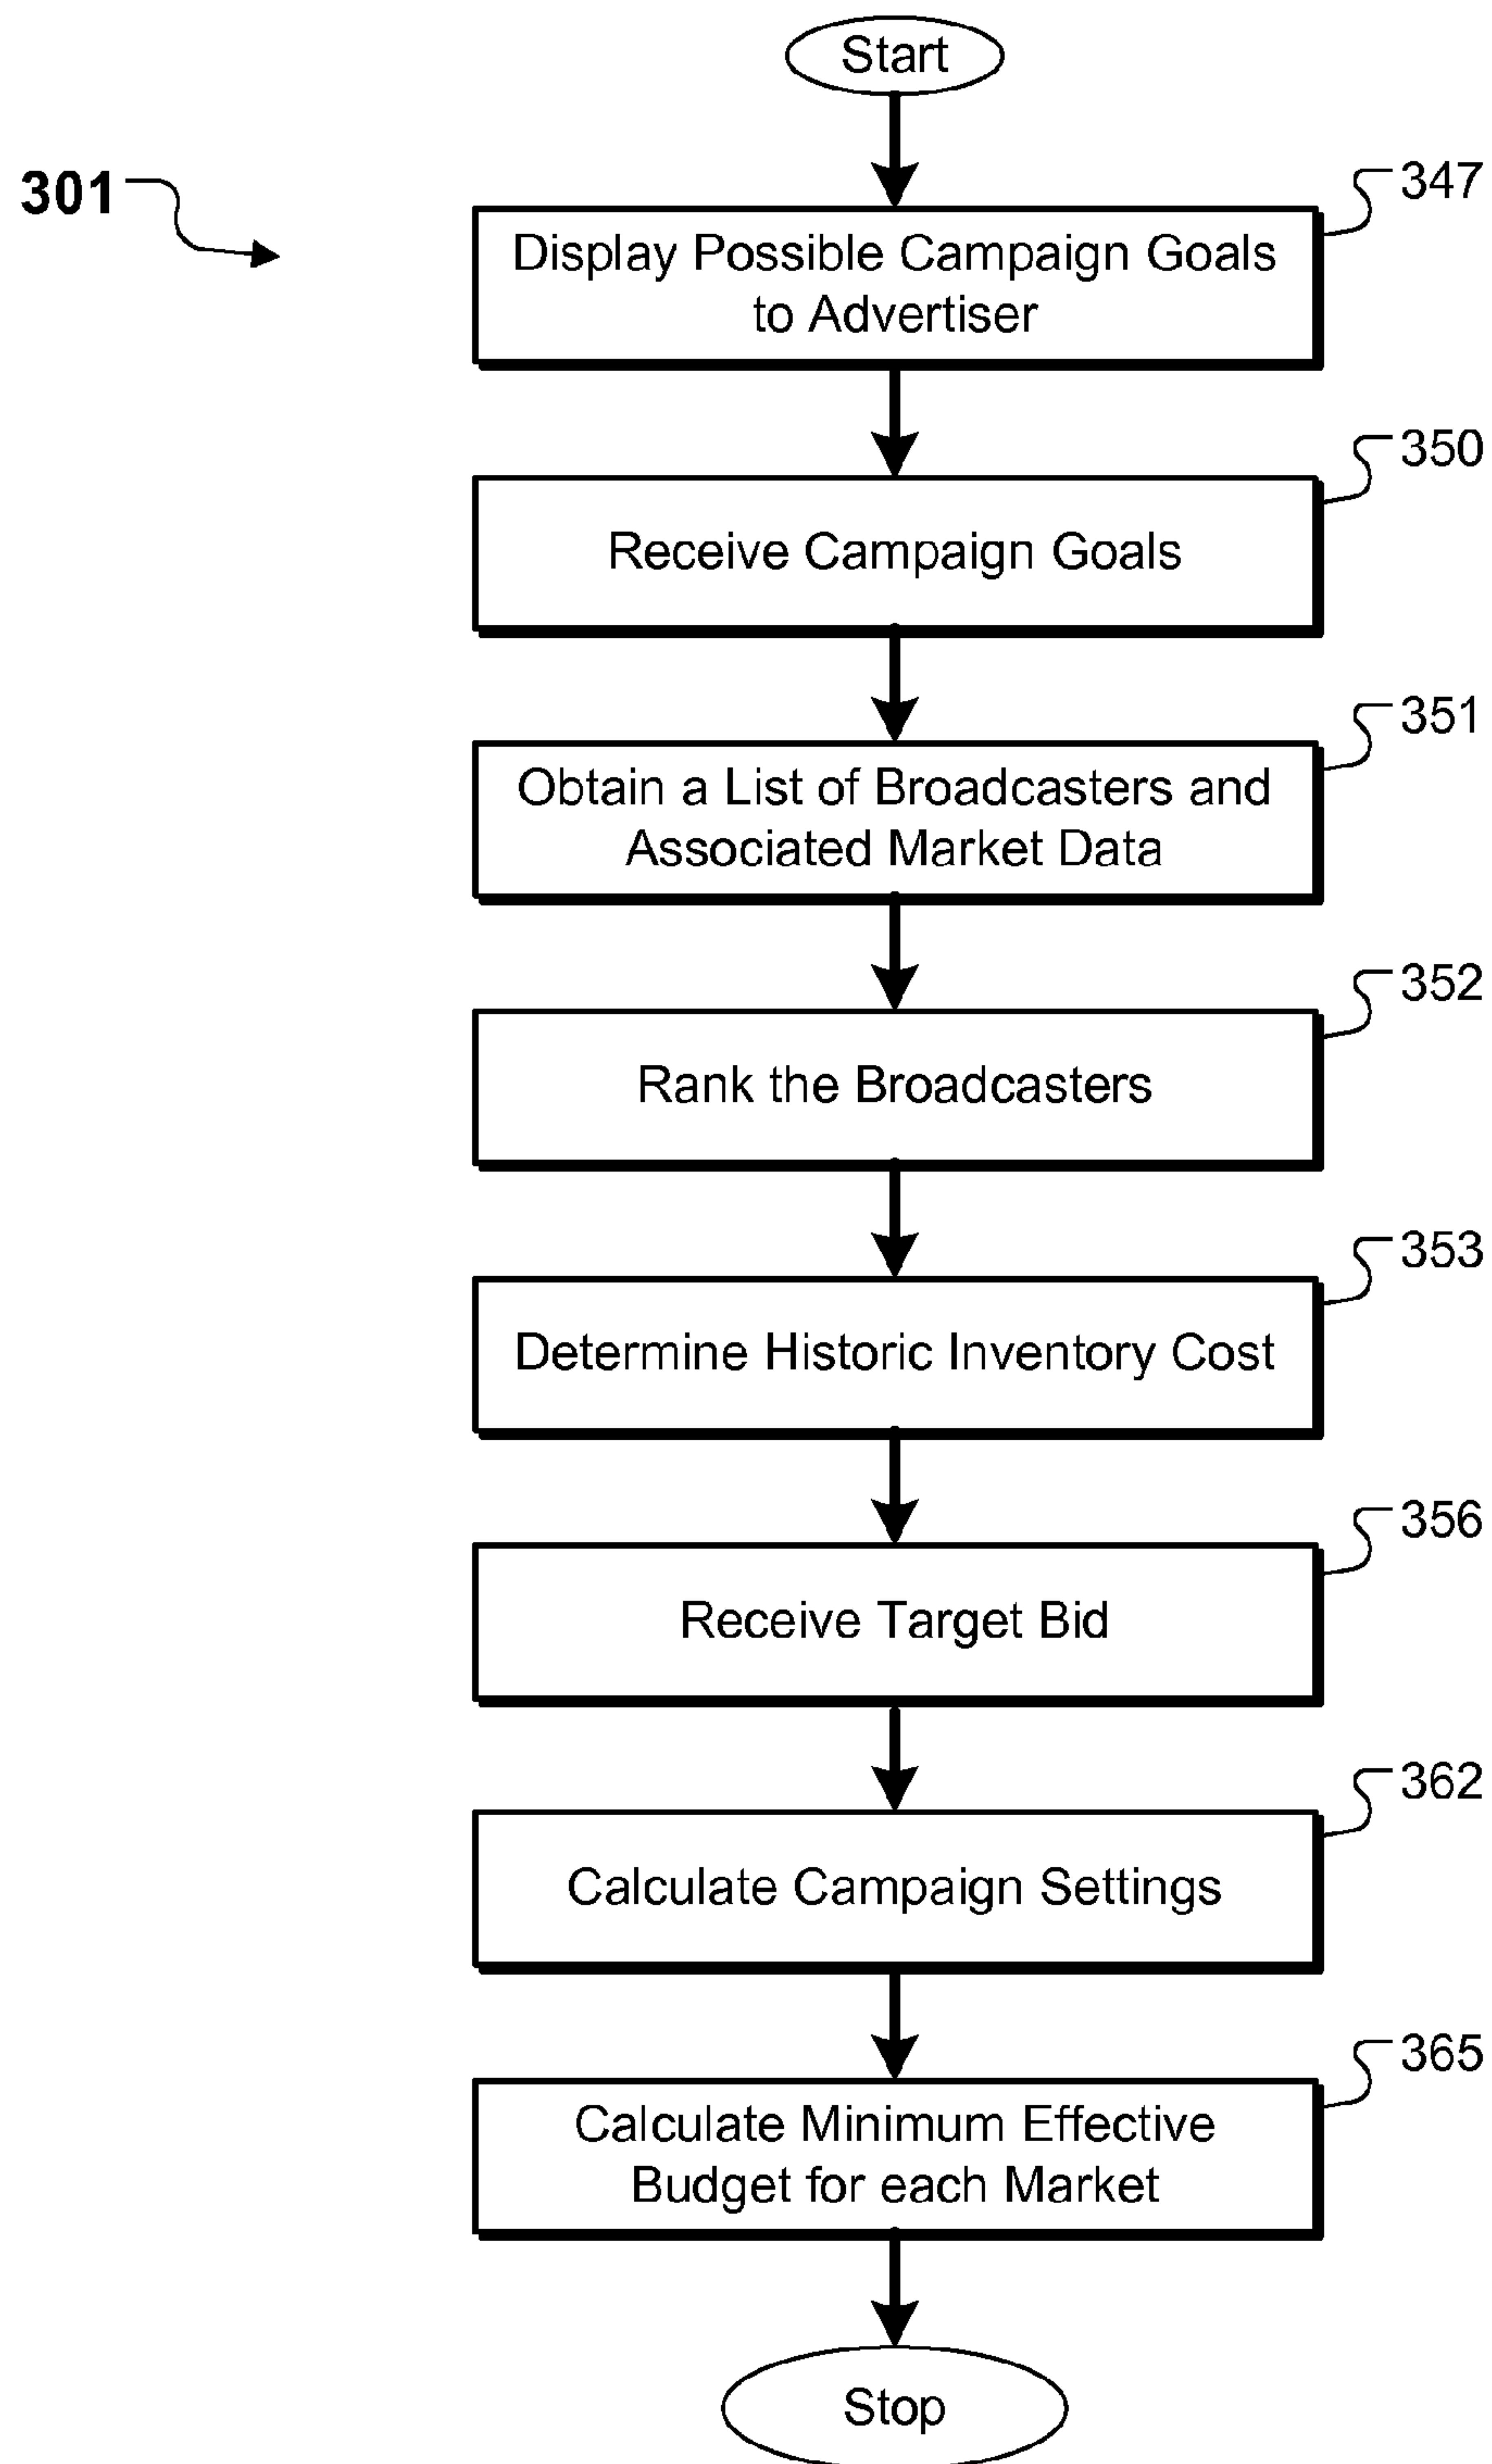 Start
301
347
Display Possible Campaign Goals
to Advertiser
350
Receive Campaign Goals
351
Obtain a List of Broadcasters and
Associated Market Data
352
Rank the Broadcasters
353
Determine Historic Inventory Cost
356
Receive Target Bid
362
Calculate Campaign Settings
365
Calculate Minimum Effective
Budget for each Market
Stop